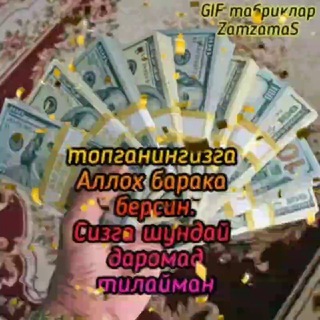 GIF табриклар
ZamzamaS
топганингизга
Аллох барака
берсин.
Сизга шундай
даромад
тилайман